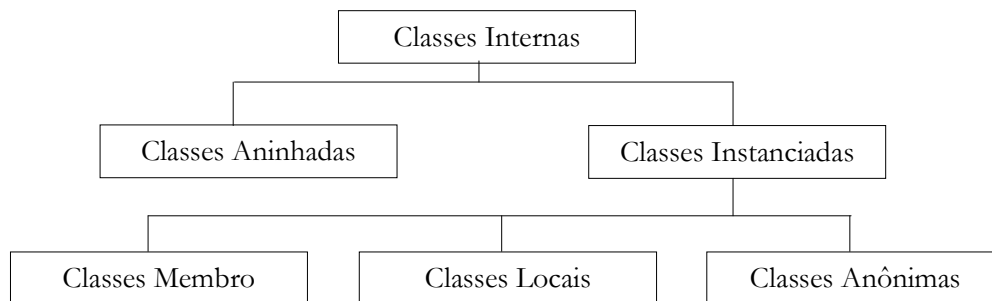 Classes Internas
Classes Aninhadas
Classes Instanciadas
Classes Membro
Classes Locais
Classes Anônimas